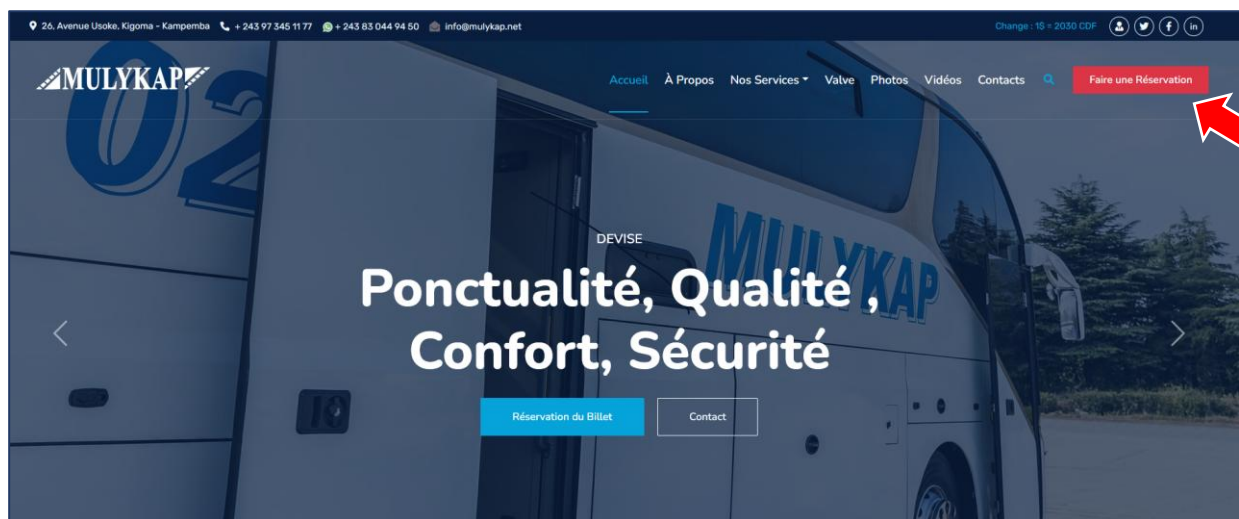 26, Avenue Usoke, Kigoma - Kampemba + 243 97 345 11 77 + 243 83 044 94 50 info@mulykap.net Change : 1$ = 2030 CDF
MULYKAP Accueil À Propos Nos Services Valve Photos Vidéos Contacts Faire une Réservation
02
MULYKAP
DEVISE
Ponctualité, Qualité ,
Confort, Sécurité
Réservation du Billet Contact